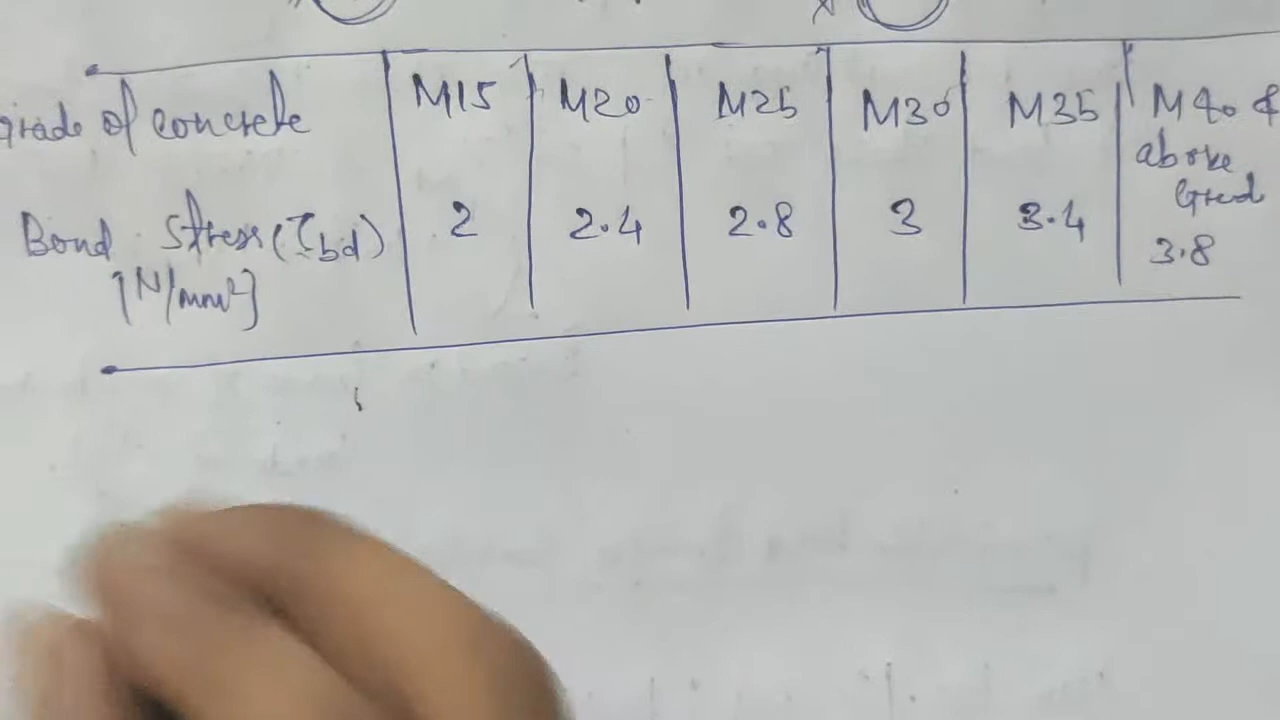 grade of concrete M15 M20 M25 M30 M35 M40 &
above
Grad
Bond stress (τbd) 2 2.4 2.8 3 3.4 3.8
[N/mm²]